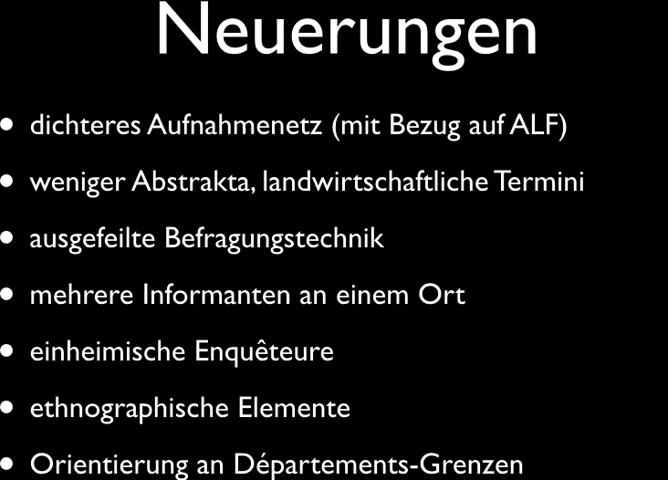 Neuerungen
• dichteres Aufnahmenetz (mit Bezug auf ALF)
• weniger Abstrakta, landwirtschaftliche Termini
• ausgefeilte Befragungstechnik
• mehrere Informanten an einem Ort
• einheimische Enquêteure
• ethnographische Elemente
• Orientierung an Départements-Grenzen